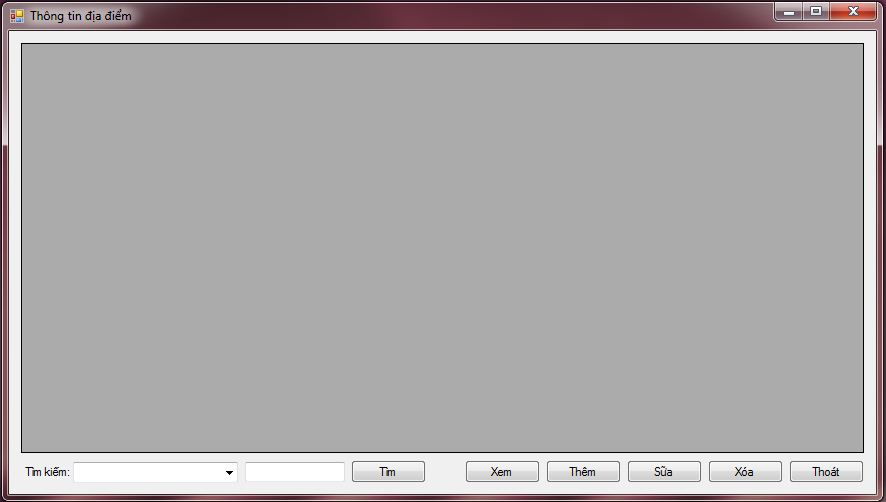 Thông tin địa điểm
Tìm kiếm: Tìm Xem Thêm Sữa Xóa Thoát